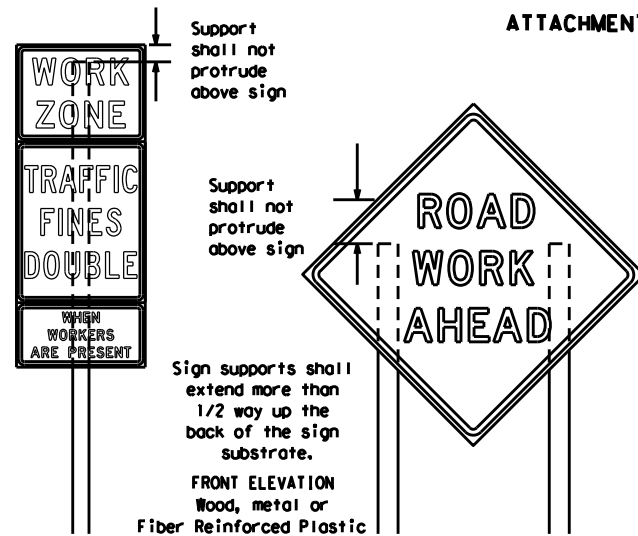 ATTACHMENT
Support
shall not
protrude
above sign
WORK
ZONE
TRAFFIC
FINES
DOUBLE
WHEN
WORKERS
ARE PRESENT
Support
shall not
protrude
above sign
ROAD
WORK
AHEAD
Sign supports shall
extend more than
1/2 way up the
back of the sign
substrate.
FRONT ELEVATION
Wood, metal or
Fiber Reinforced Plastic